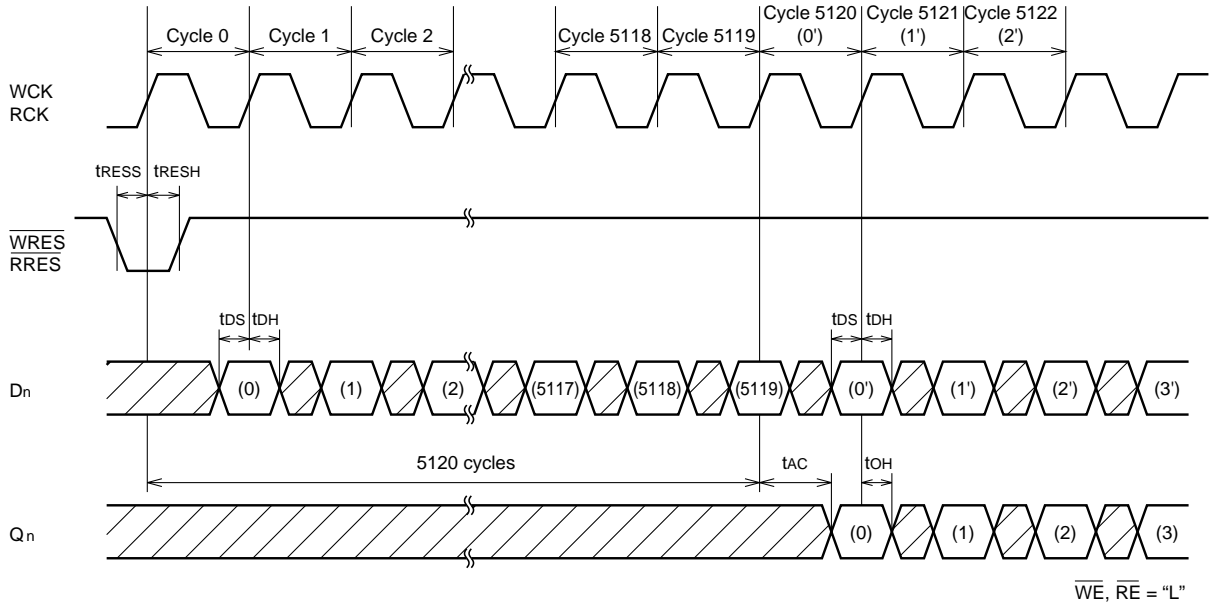 Cycle 0 Cycle 1 Cycle 2 Cycle 5118 Cycle 5119 Cycle 5120 (0') Cycle 5121 (1') Cycle 5122 (2')
WCK
RCK
tRESS tRESH
WRES
RRES
tDS tDH tDS tDH
Dn (0) (1) (2) (5117) (5118) (5119) (0') (1') (2') (3')
5120 cycles tAC tOH
Qn (0) (1) (2) (3)
WE, RE = “L”